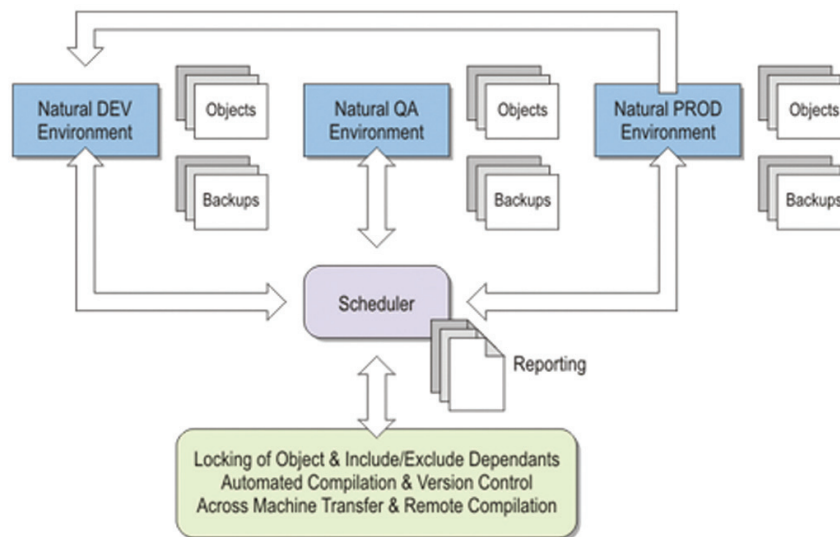 Natural DEV
Environment
Objects
Backups
Natural QA
Environment
Objects
Backups
Natural PROD
Environment
Objects
Backups
Scheduler
Reporting
Locking of Object & Include/Exclude Dependants
Automated Compilation & Version Control
Across Machine Transfer & Remote Compilation